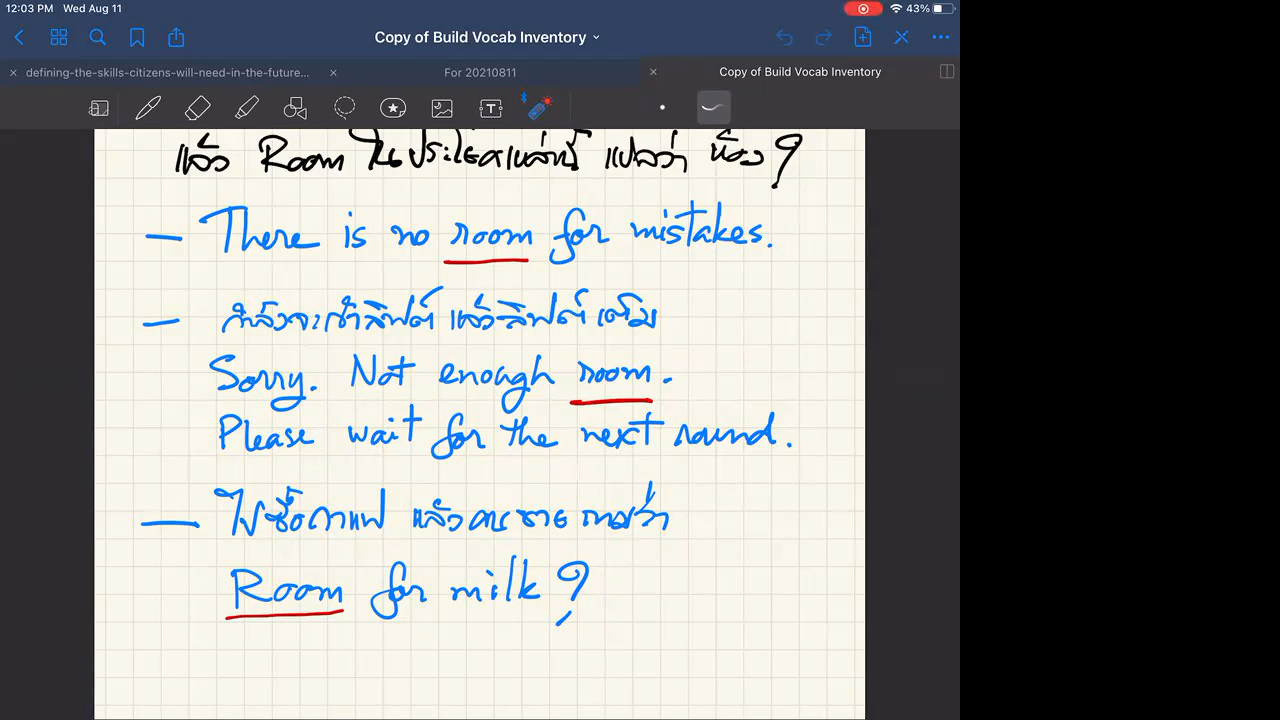 12:03 PM Wed Aug 11 43%
Copy of Build Vocab Inventory
defining-the-skills-citizens-will-need-in-the-future... For 20210811 Copy of Build Vocab Inventory
แล้ว Room ในประโยคเหล่านี้ แปลว่า ห้อง ?
— There is no room for mistakes.
— กำลังจะเข้าลิฟต์ แล้วลิฟต์เต็ม
Sorry. Not enough room.
Please wait for the next round.
— ไปซื้อกาแฟ แล้วคนขายถามว่า
Room for milk ?